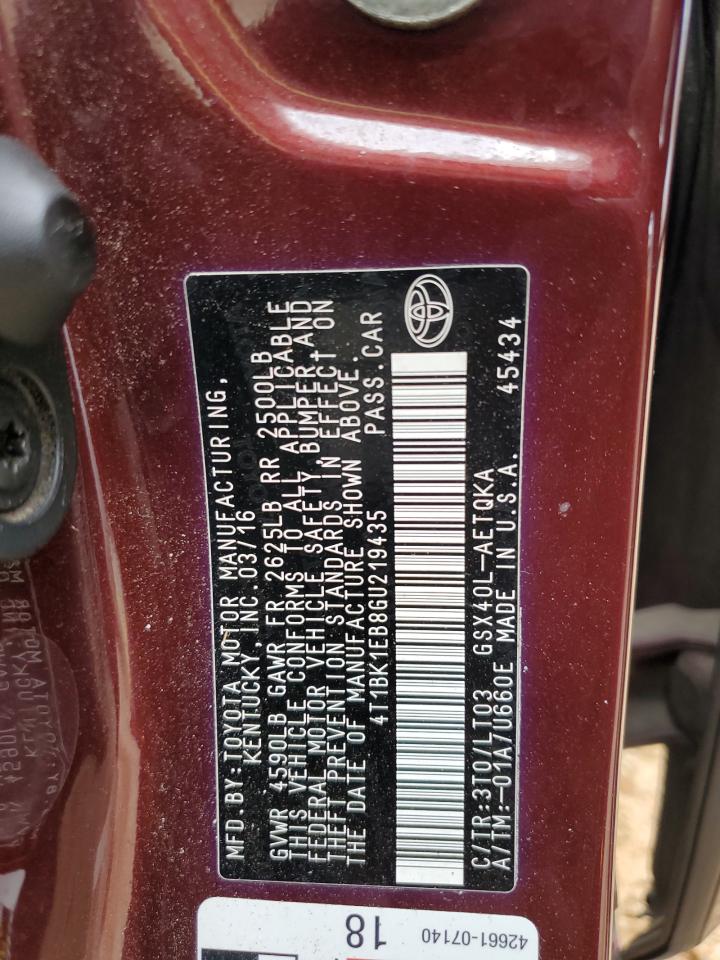 MFD.BY:TOYOTA MOTOR MANUFACTURING,
KENTUCKY, INC. 03/16
GVWR 4590LB GAWR FR 2625LB RR 2500LB
THIS VEHICLE CONFORMS TO ALL APPLICABLE
FEDERAL MOTOR VEHICLE SAFETY, BUMPER, AND
THEFT PREVENTION STANDARDS IN EFFECT ON
THE DATE OF MANUFACTURE SHOWN ABOVE.
4T1BK1EB8GU219435 PASS.CAR
C/TR:3T0/LT03 GSX40L-AETQKA
A/TM:-01A7U660E MADE IN U.S.A. 45434
18
42661-07140